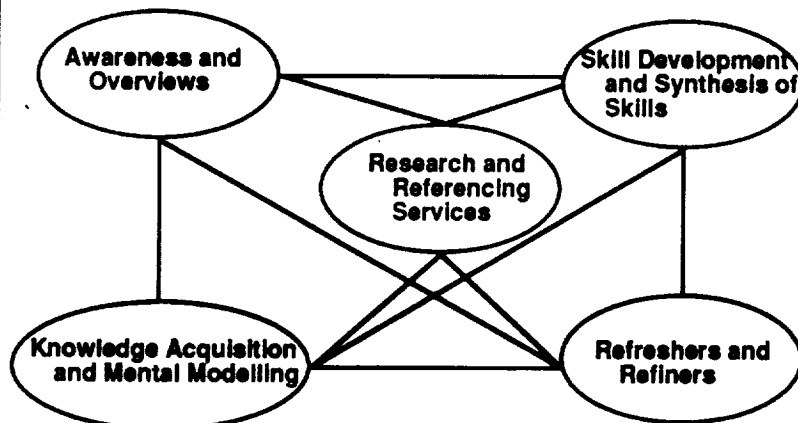 Awareness and
Overviews
Skill Development
and Synthesis of
Skills
Research and
Referencing
Services
Knowledge Acquisition
and Mental Modelling
Refreshers and
Refiners